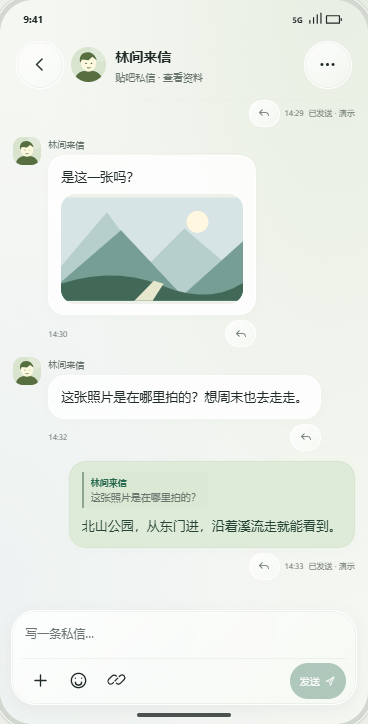 9:41
5G
林间来信
贴吧私信 · 查看资料
14:29 已发送 · 演示
林间来信
是这一张吗？
14:30
林间来信
这张照片是在哪里拍的？想周末也去走走。
14:32
林间来信
这张照片是在哪里拍的？
北山公园，从东门进，沿着溪流走就能看到。
14:33 已发送 · 演示
写一条私信...
发送